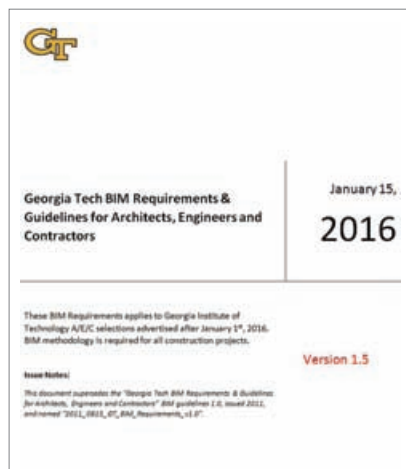 GT
Georgia Tech BIM Requirements &
Guidelines for Architects, Engineers and
Contractors
January 15,
2016
These BIM Requirements applies to Georgia Institute of
Technology A/E/C selections advertised after January 1st, 2016.
BIM methodology is required for all construction projects.
Version 1.5
Issue Notes:
This document supersedes the "Georgia Tech BIM Requirements & Guidelines
for Architects, Engineers and Contractors" BIM guidelines 1.0, issued 2011,
and named "2011_0815_GT_BIM_Requirements_v1.0".